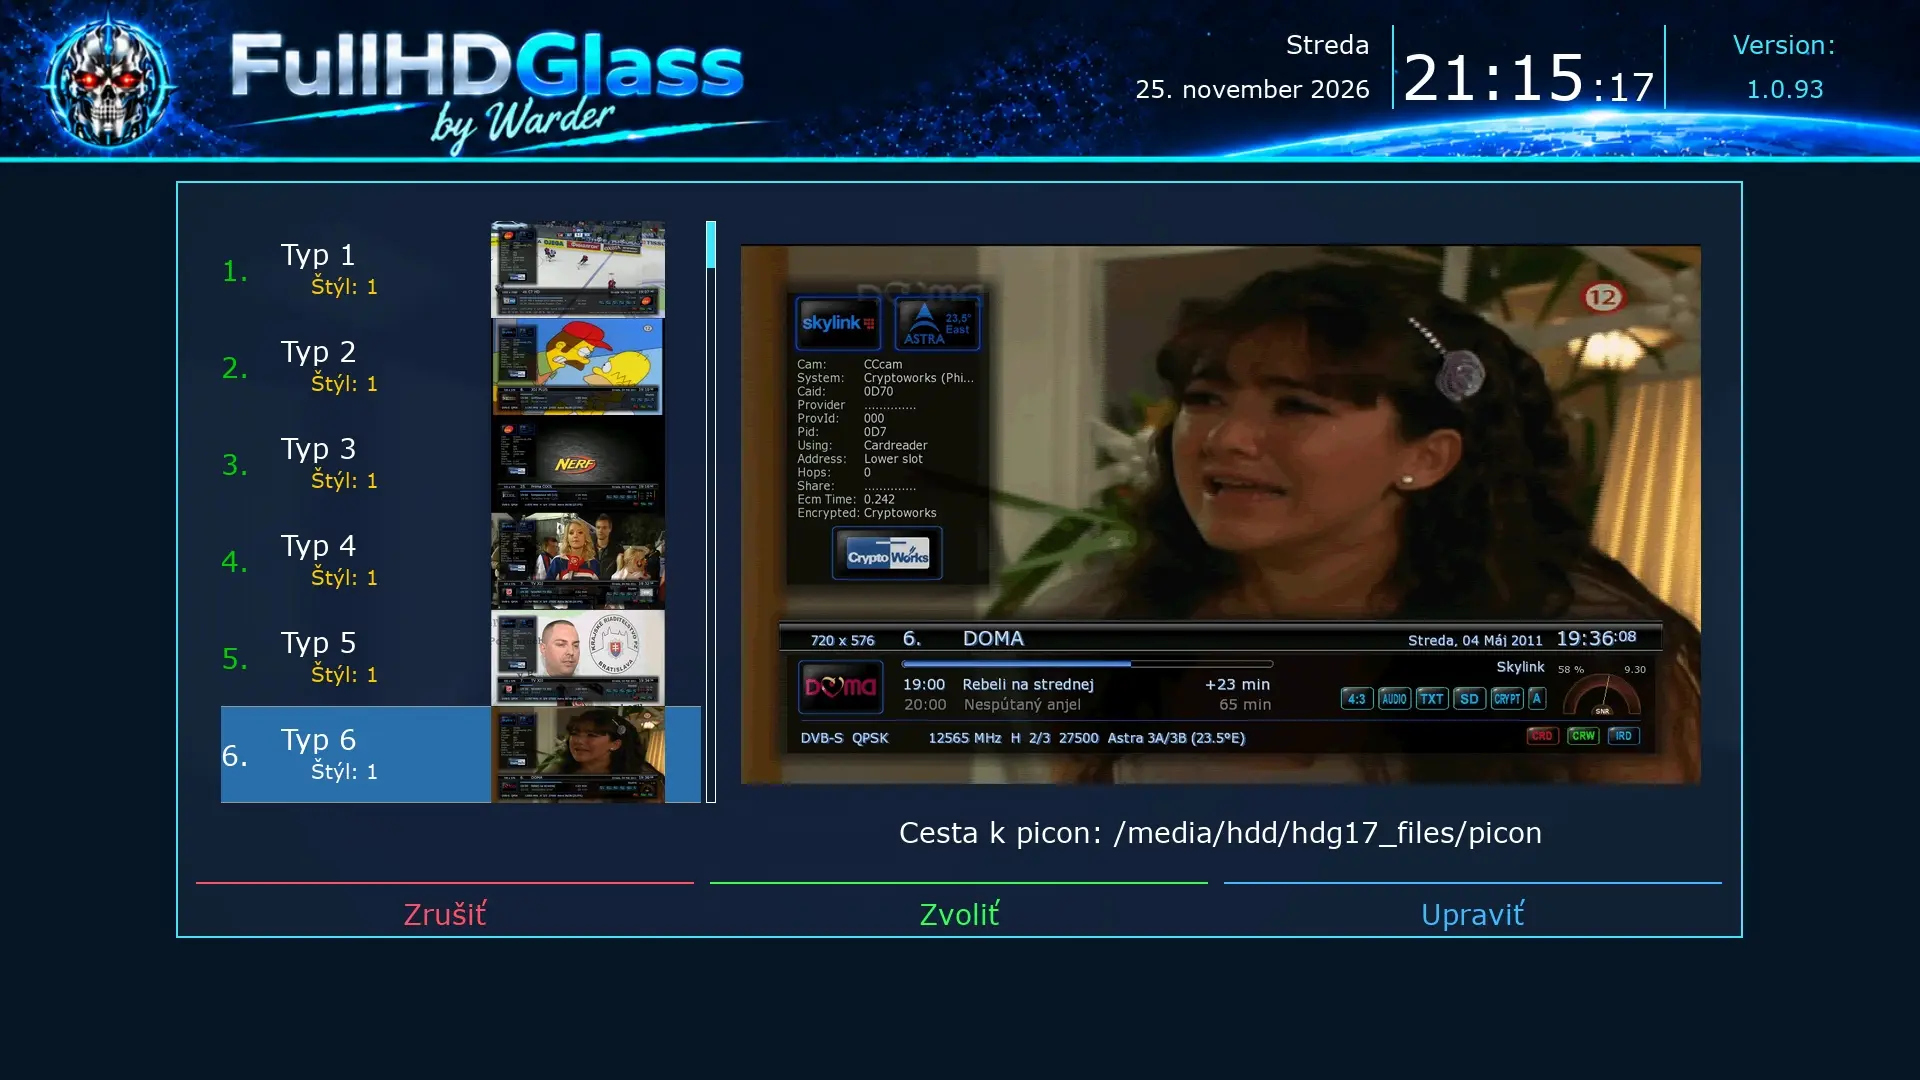 FullHDGlass
by Warder
Streda
25. november 2026
21:15:17
Version:
1.0.93
1.
Typ 1
Štýl: 1
2.
Typ 2
Štýl: 1
3.
Typ 3
Štýl: 1
NERF
4.
Typ 4
Štýl: 1
5.
Typ 5
Štýl: 1
KRAJSKÉ RIADITEĽSTVO PZ
BRATISLAVA
6.
Typ 6
Štýl: 1
doma
12
skylink
ASTRA 23,5° East
Cam: CCcam
System: Cryptoworks (Phi...
Caid: 0D70
Provider ..............
ProvId: 000
Pid: 0D7
Using: Cardreader
Address: Lower slot
Hops: 0
Share: ..............
Ecm Time: 0.242
Encrypted: Cryptoworks
CryptoWorks
720 x 576 6. DOMA Streda, 04 Máj 2011 19:36:08
DOMA
Skylink 58 % 9.30
19:00 Rebeli na strednej +23 min
20:00 Nespútaný anjel 65 min
4:3 AUDIO TXT SD CRYPT A
SNR
DVB-S QPSK 12565 MHz H 2/3 27500 Astra 3A/3B (23.5°E)
CRD CRW IRD
Cesta k picon: /media/hdd/hdg17_files/picon
Zrušiť
Zvoliť
Upraviť